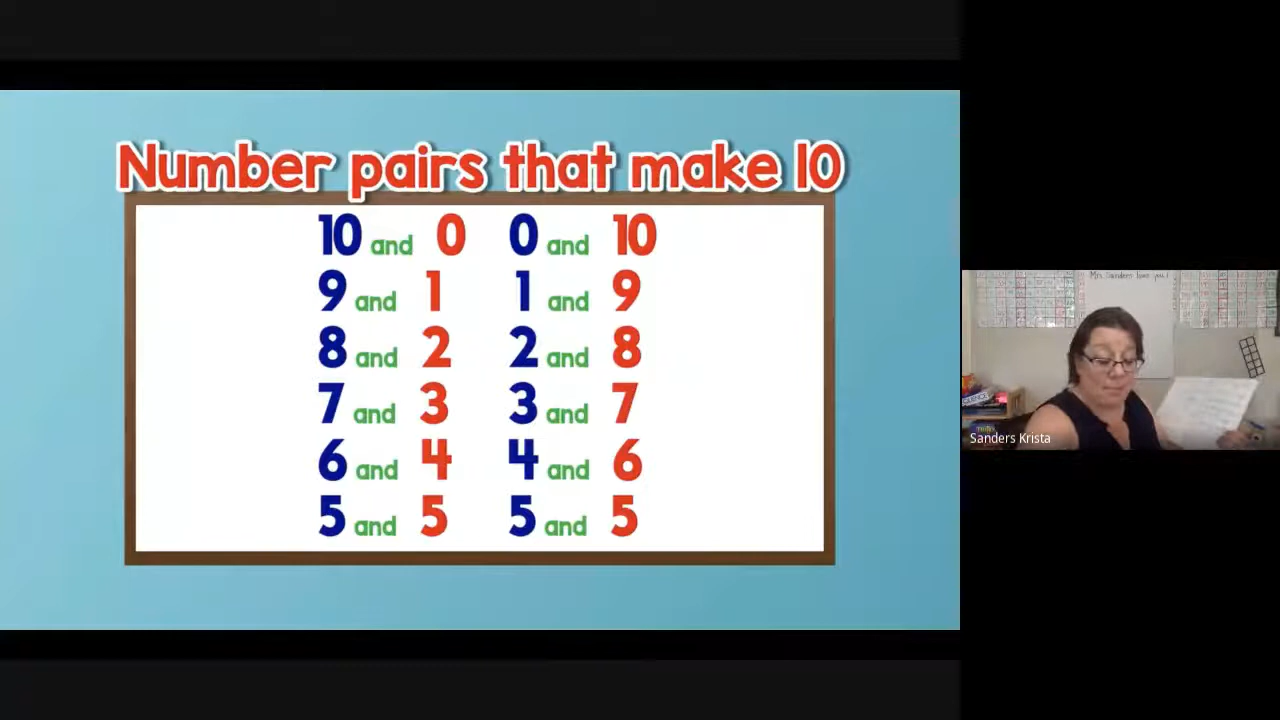 Number pairs that make 10
10 and 0 0 and 10
9 and 1 1 and 9
8 and 2 2 and 8
7 and 3 3 and 7
6 and 4 4 and 6
5 and 5 5 and 5
Sanders Krista